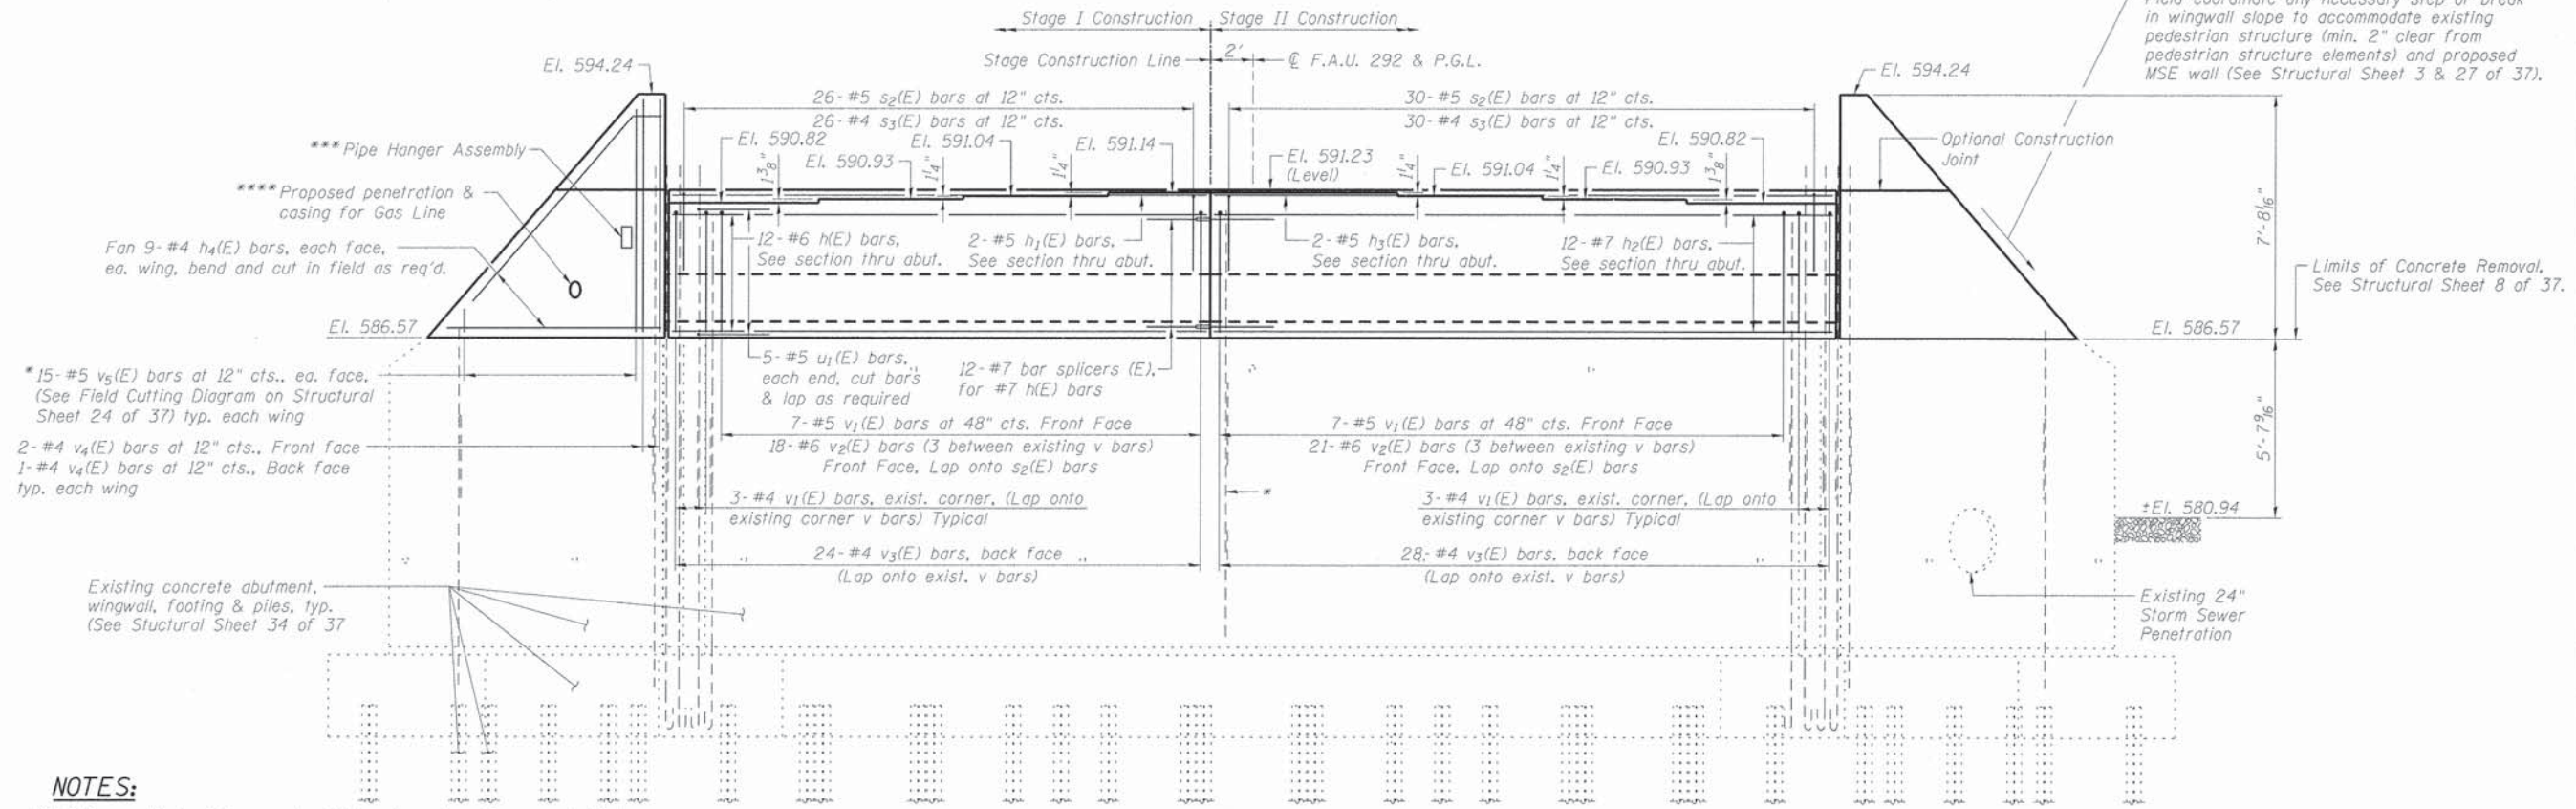 Stage I Construction
Stage II Construction
Stage Construction Line
2'
℄ F.A.U. 292 & P.G.L.
in wingwall slope to accommodate existing
pedestrian structure (min. 2" clear from
pedestrian structure elements) and proposed
MSE wall (See Structural Sheet 3 & 27 of 37).
El. 594.24
El. 594.24
26-#5 s2(E) bars at 12" cts.
26-#4 s3(E) bars at 12" cts.
30-#5 s2(E) bars at 12" cts.
30-#4 s3(E) bars at 12" cts.
El. 590.82
El. 590.93
El. 591.04
El. 591.14
El. 591.23
(Level)
El. 591.04
El. 590.93
El. 590.82
1 3/8"
1 1/4"
1 1/4"
1 1/4"
1 1/4"
1 3/8"
Optional Construction
Joint
*** Pipe Hanger Assembly
**** Proposed penetration &
casing for Gas Line
Fan 9-#4 h4(E) bars, each face,
ea. wing, bend and cut in field as req'd.
12-#6 h(E) bars,
See section thru abut.
2-#5 h1(E) bars,
See section thru abut.
2-#5 h3(E) bars,
See section thru abut.
12-#7 h2(E) bars,
See section thru abut.
7'-8 1/16"
Limits of Concrete Removal,
See Structural Sheet 8 of 37.
El. 586.57
El. 586.57
* 15-#5 v5(E) bars at 12" cts., ea. face,
(See Field Cutting Diagram on Structural
Sheet 24 of 37) typ. each wing
5-#5 u1(E) bars,
each end, cut bars
& lap as required
12-#7 bar splicers (E),
for #7 h(E) bars
2-#4 v4(E) bars at 12" cts., Front face
1-#4 v4(E) bars at 12" cts., Back face
typ. each wing
7-#5 v1(E) bars at 48" cts. Front Face
18-#6 v2(E) bars (3 between existing v bars)
Front Face, Lap onto s2(E) bars
7-#5 v1(E) bars at 48" cts. Front Face
21-#6 v2(E) bars (3 between existing v bars)
Front Face, Lap onto s2(E) bars
5'-7 9/16"
*
3-#4 v1(E) bars, exist. corner, (Lap onto
existing corner v bars) Typical
3-#4 v1(E) bars, exist. corner, (Lap onto
existing corner v bars) Typical
±El. 580.94
24-#4 v3(E) bars, back face
(Lap onto exist. v bars)
28-#4 v3(E) bars, back face
(Lap onto exist. v bars)
Existing concrete abutment,
wingwall, footing & piles, typ.
(See Stuctural Sheet 34 of 37
Existing 24"
Storm Sewer
Penetration
NOTES: